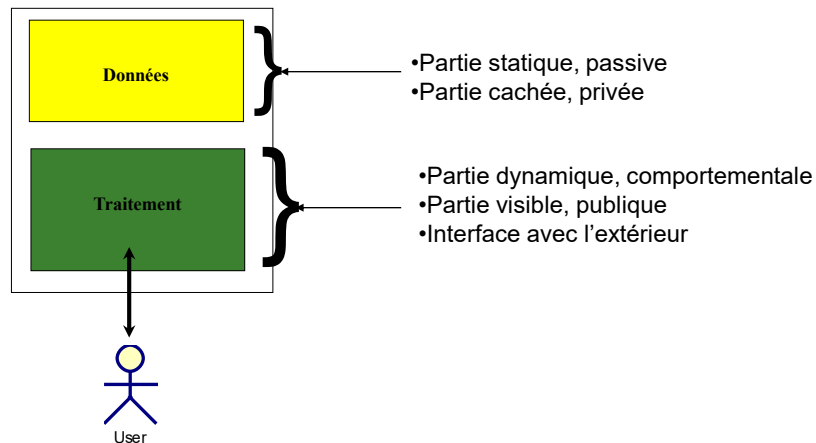 Données
•Partie statique, passive
•Partie cachée, privée
Traitement
•Partie dynamique, comportementale
•Partie visible, publique
•Interface avec l’extérieur
User